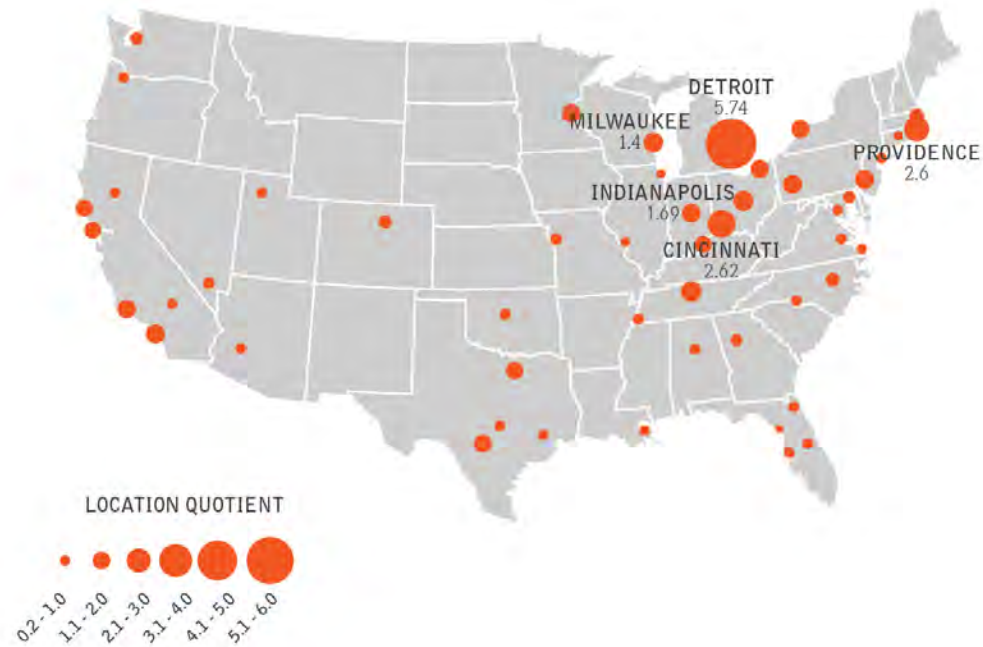 DETROIT
5.74
MILWAUKEE
1.4
PROVIDENCE
2.6
INDIANAPOLIS
1.69
CINCINNATI
2.62
LOCATION QUOTIENT
0.2 - 1.0
1.1 - 2.0
2.1 - 3.0
3.1 - 4.0
4.1 - 5.0
5.1 - 6.0